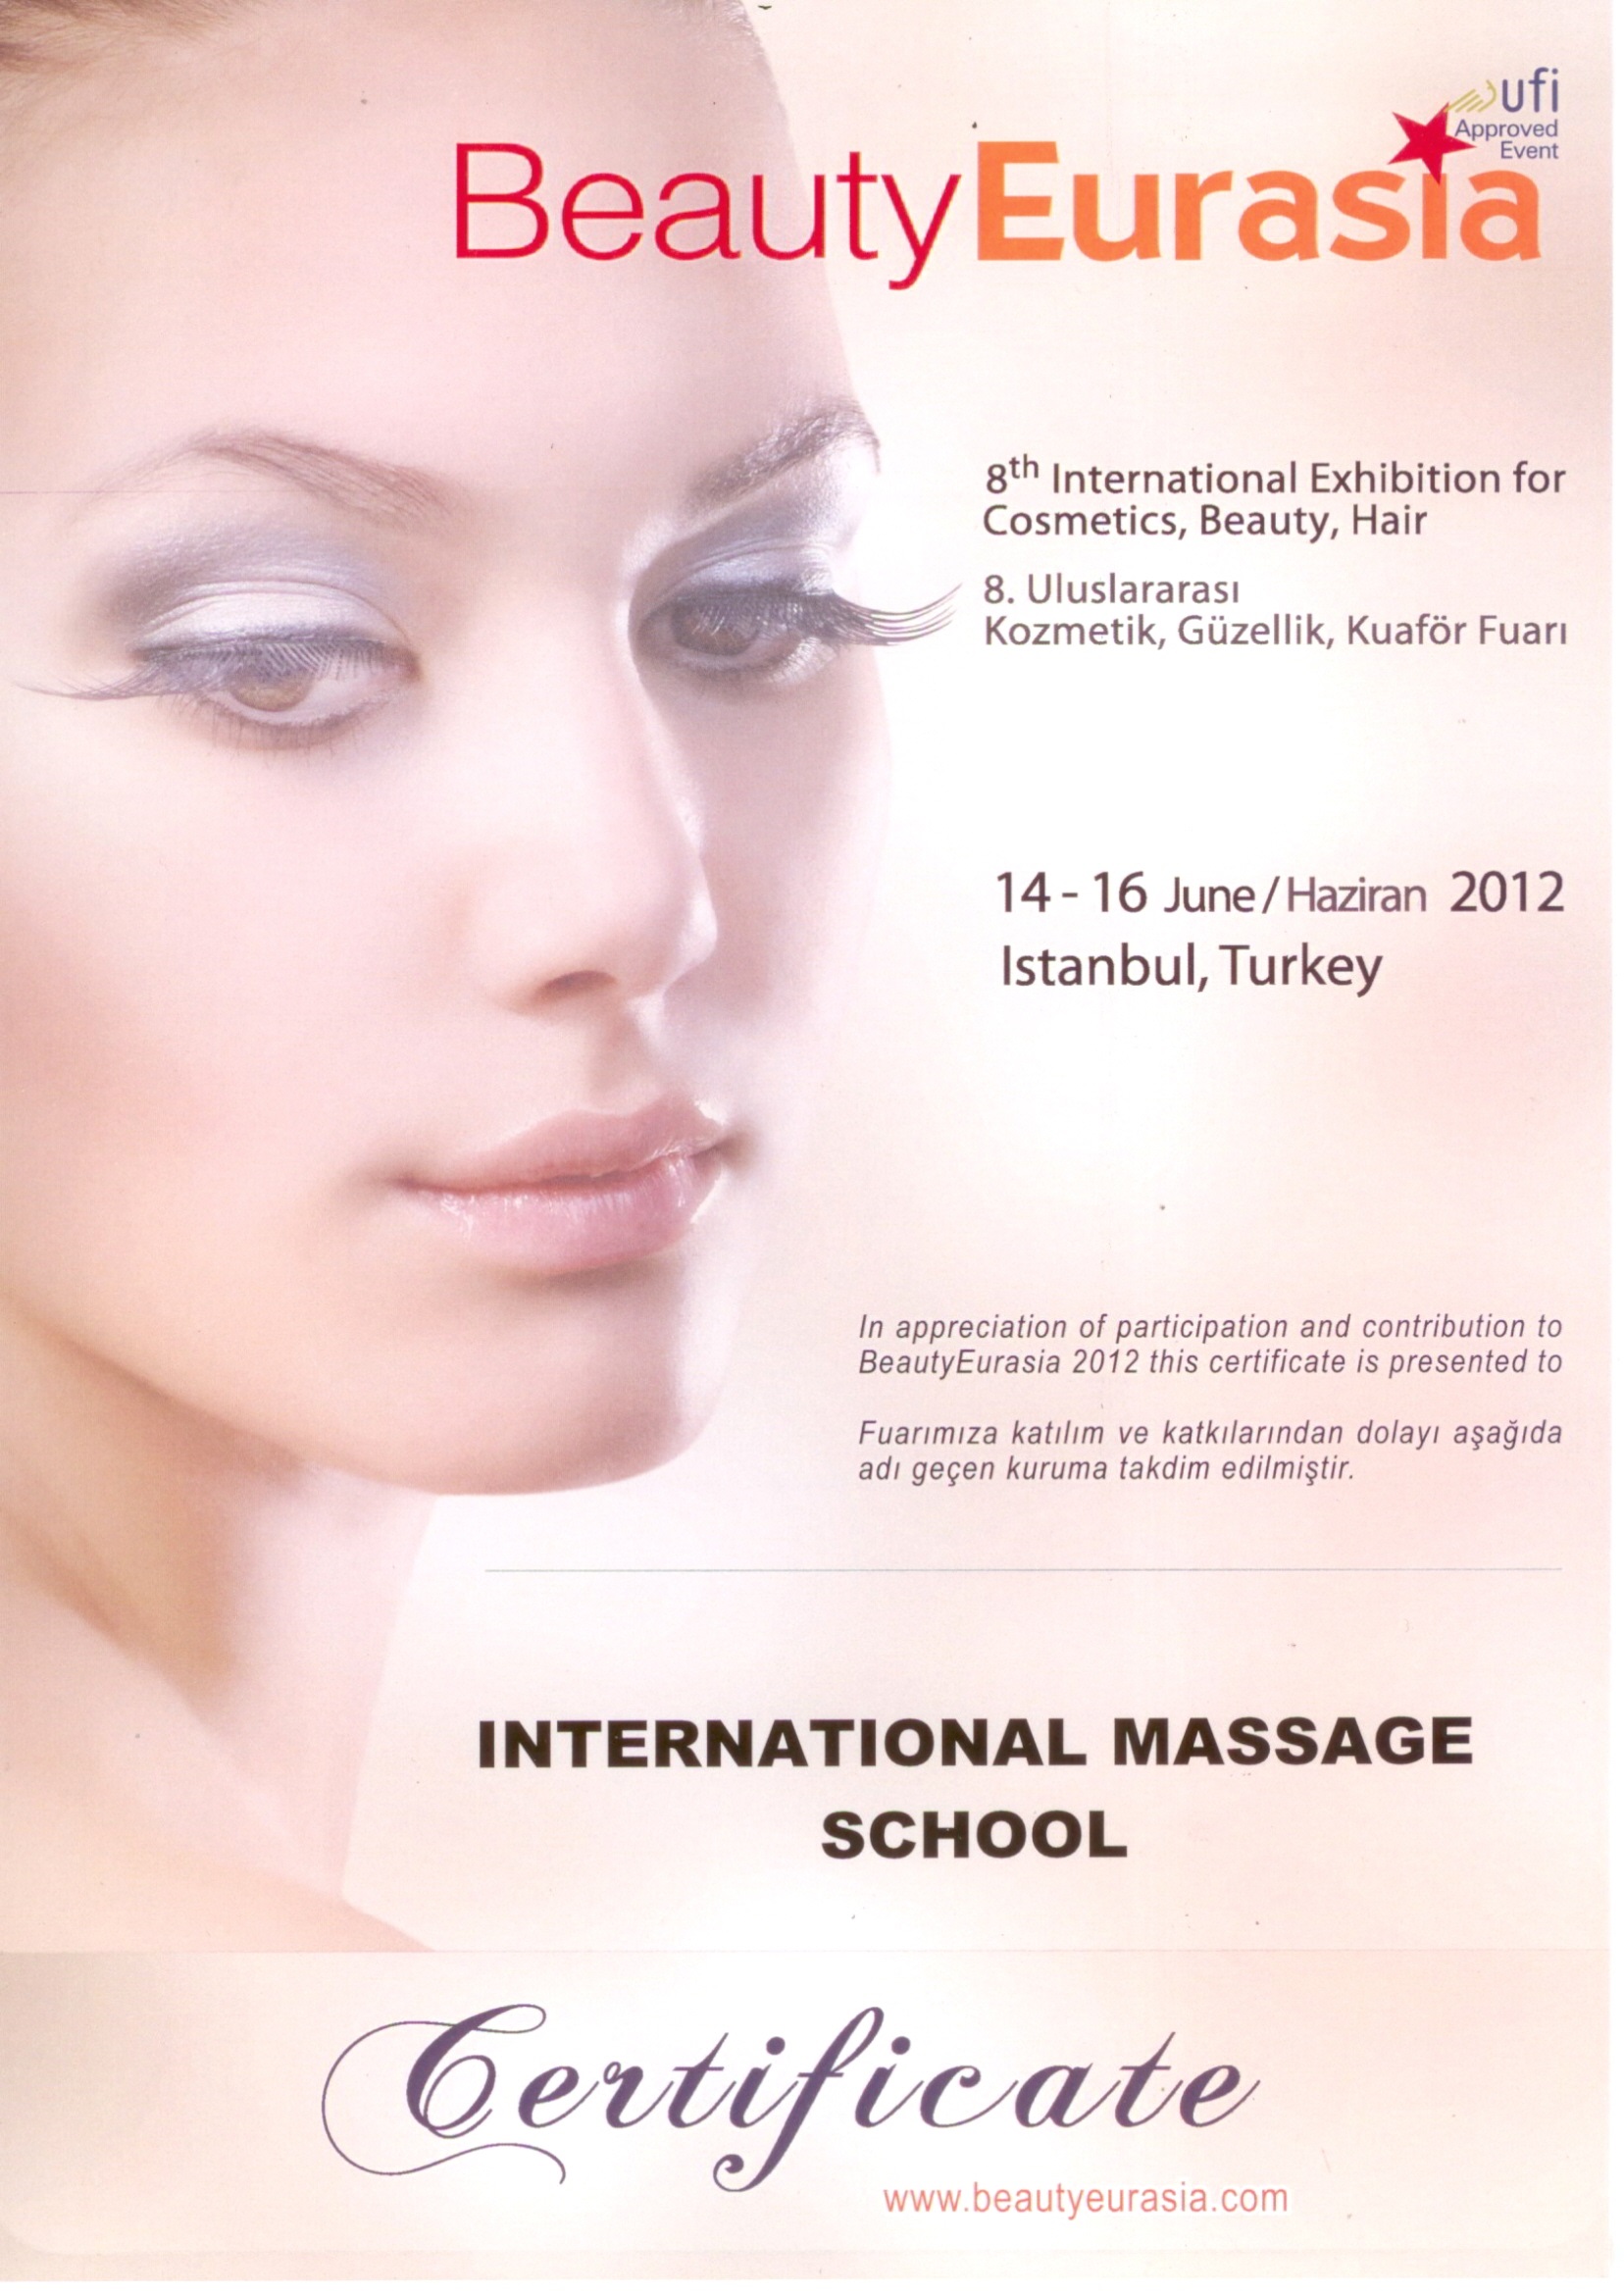 ufi
Approved
Event
BeautyEurasia
8th International Exhibition for
Cosmetics, Beauty, Hair
8. Uluslararası
Kozmetik, Güzellik, Kuaför Fuarı
14 - 16 June / Haziran 2012
Istanbul, Turkey
In appreciation of participation and contribution to
BeautyEurasia 2012 this certificate is presented to
Fuarımıza katılım ve katkılarından dolayı aşağıda
adı geçen kuruma takdim edilmiştir.
INTERNATIONAL MASSAGE
SCHOOL
Certificate
www.beautyeurasia.com